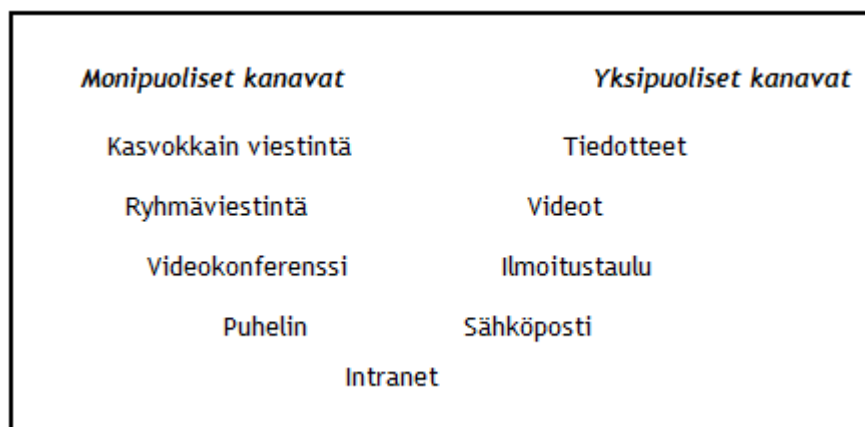 Monipuoliset kanavat Yksipuoliset kanavat
Kasvokkain viestintä Tiedotteet
Ryhmäviestintä Videot
Videokonferenssi Ilmoitustaulu
Puhelin Sähköposti
Intranet